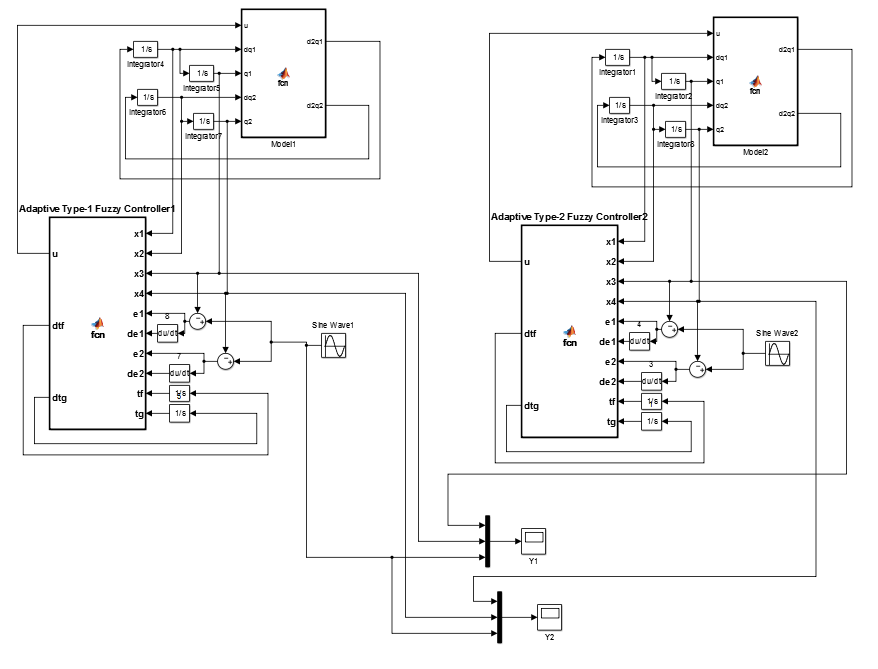 u
dq1
q1
dq2
q2
d2q1
d2q2
fcn
Model1
1/s
Integrator4
1/s
Integrator5
1/s
Integrator6
1/s
Integrator7
Adaptive Type-1 Fuzzy Controller1
u
dtf
dtg
fcn
x1
x2
x3
x4
e1
de1
e2
de2
tf
tg
8
du/dt
7
du/dt
1/s
5
1/s
Sine Wave1
u
dq1
q1
dq2
q2
d2q1
d2q2
fcn
Model2
1/s
Integrator1
1/s
Integrator2
1/s
Integrator3
1/s
Integrator8
Adaptive Type-2 Fuzzy Controller2
u
dtf
dtg
fcn
x1
x2
x3
x4
e1
de1
e2
de2
tf
tg
4
du/dt
3
du/dt
1/s
1/s
Sine Wave2
Y1
Y2